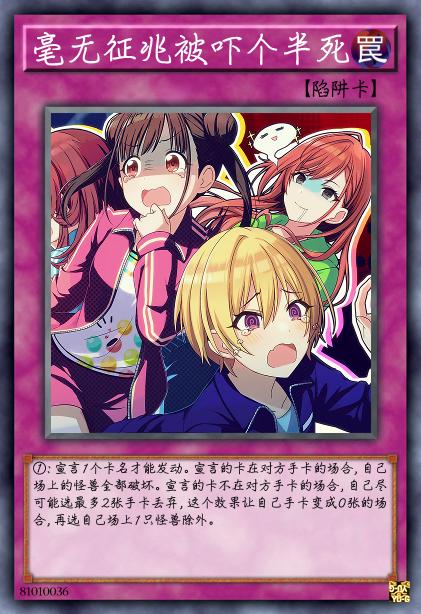 毫无征兆被吓个半死罠
【陷阱卡】
①：宣言1个卡名才能发动。宣言的卡在对方手卡的场合，自己
场上的怪兽全部破坏。宣言的卡不在对方手卡的场合，自己尽
可能选最多2张手卡丢弃，这个效果让自己手卡变成0张的场
合，再选自己场上1只怪兽除外。
81010036